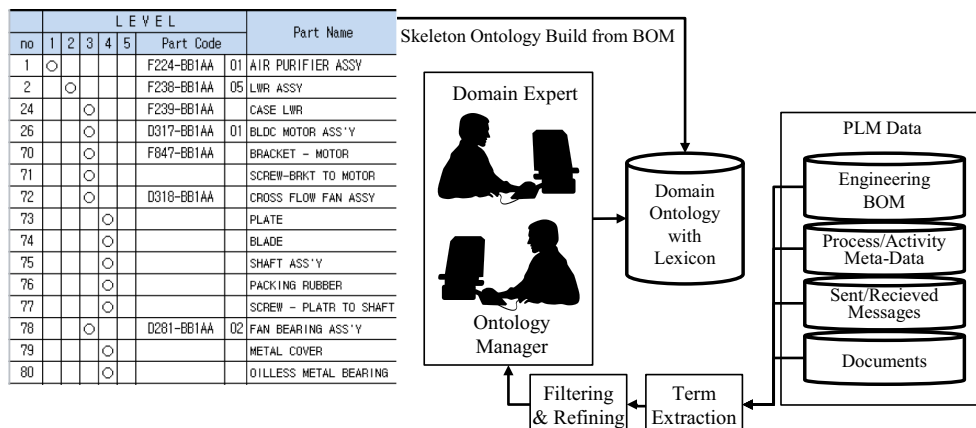 LEVEL
Part Name
no 1 2 3 4 5 Part Code
1 F224-BB1AA 01 AIR PURIFIER ASSY
2 F238-BB1AA 05 LWR ASSY
24 F239-BB1AA CASE LWR
26 D317-BB1AA 01 BLDC MOTOR ASS'Y
70 F847-BB1AA BRACKET - MOTOR
71 SCREW-BRKT TO MOTOR
72 D318-BB1AA CROSS FLOW FAN ASSY
73 PLATE
74 BLADE
75 SHAFT ASS'Y
76 PACKING RUBBER
77 SCREW - PLATR TO SHAFT
78 D281-BB1AA 02 FAN BEARING ASS'Y
79 METAL COVER
80 OILLESS METAL BEARING
Skeleton Ontology Build from BOM
Domain Expert
Ontology
Manager
Domain
Ontology
with
Lexicon
PLM Data
Engineering
BOM
Process/Activity
Meta-Data
Sent/Recieved
Messages
Documents
Filtering
& Refining
Term
Extraction